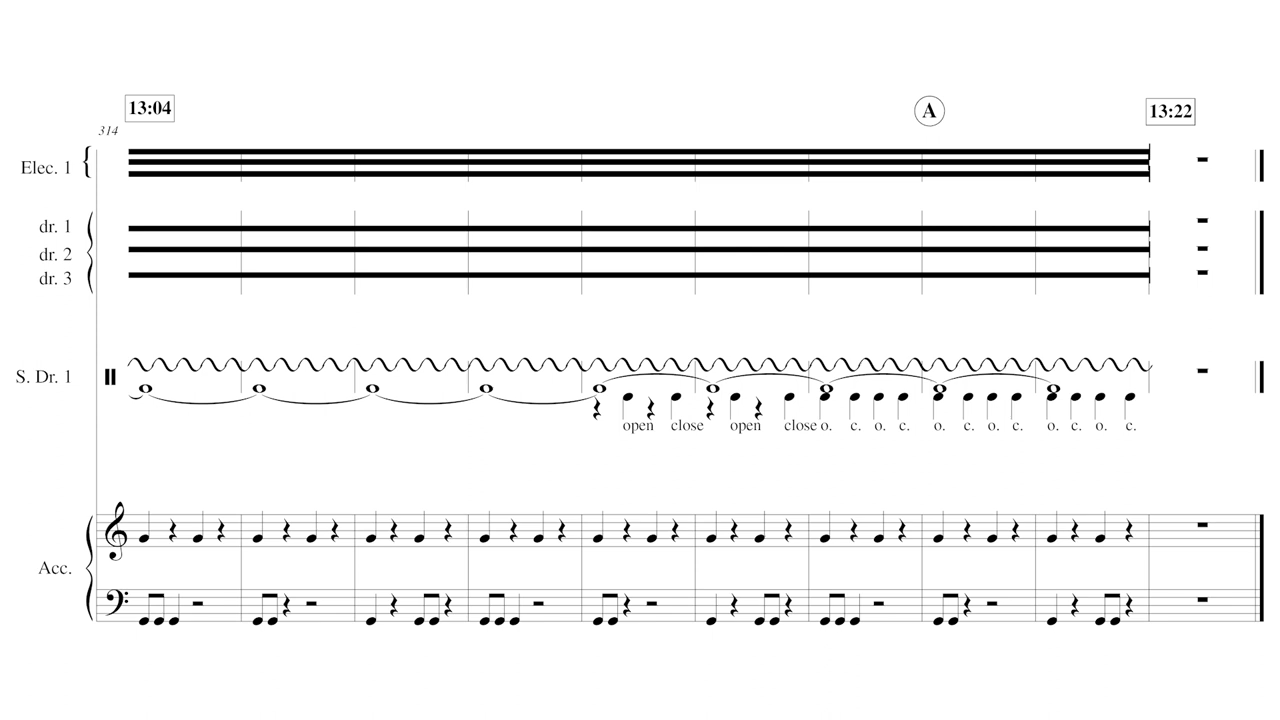 13:04
A
13:22
314
Elec. 1
dr. 1
dr. 2
dr. 3
S. Dr. 1
open close open close o. c. o. c. o. c. o. c. o. c. o. c.
Acc.